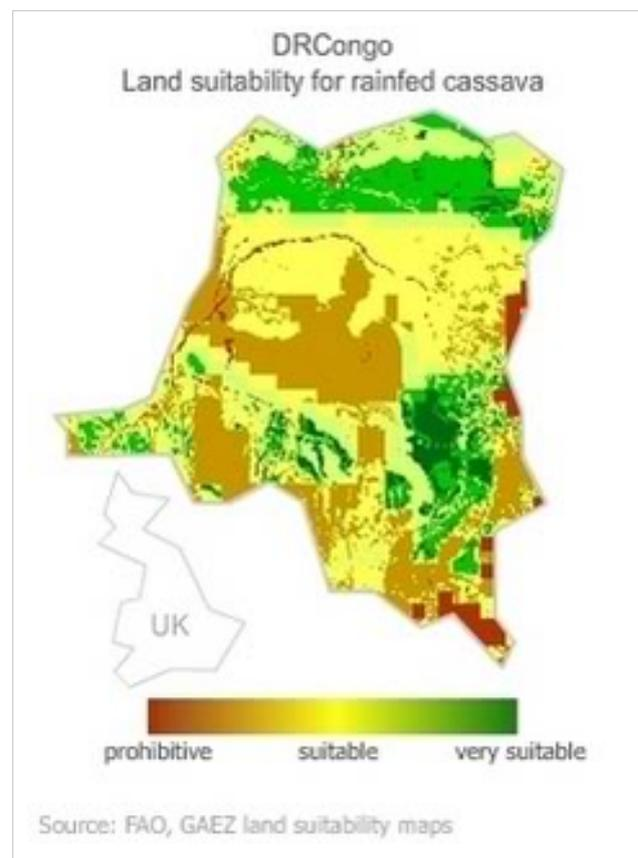 DRCongo
Land suitability for rainfed cassava
UK
prohibitive suitable very suitable
Source: FAO, GAEZ land suitability maps